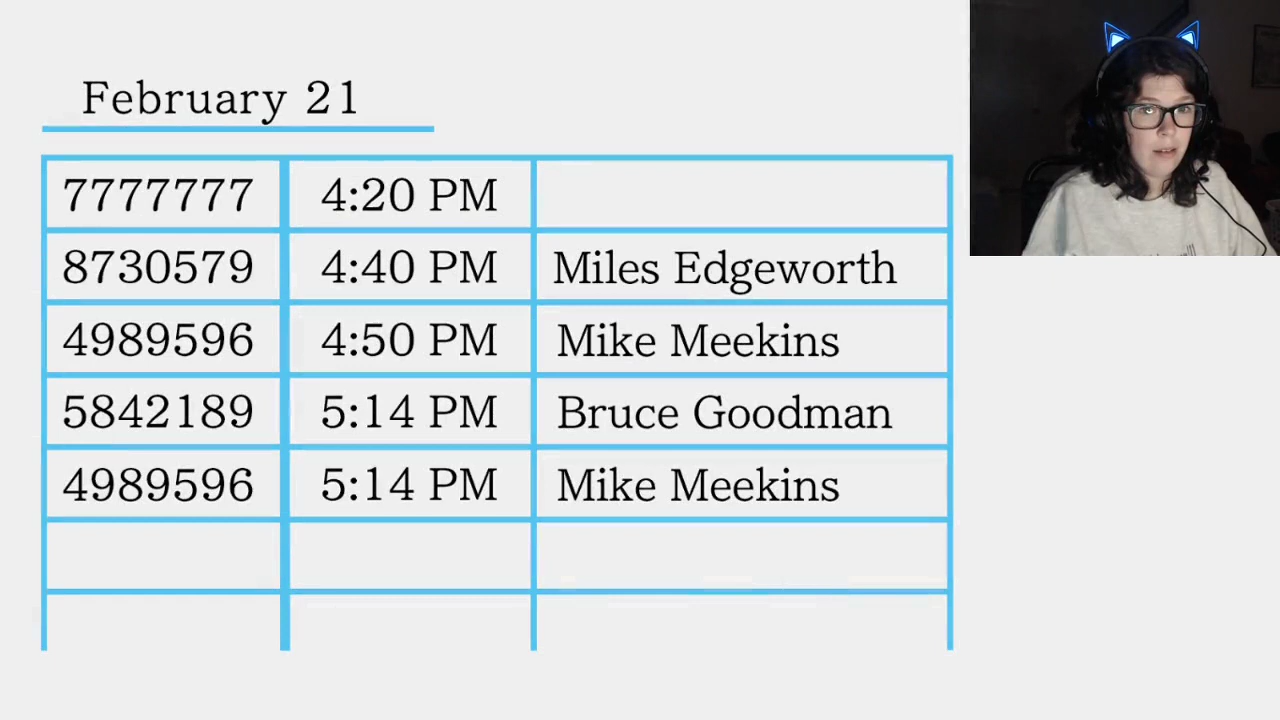 February 21
7777777 4:20 PM
8730579 4:40 PM Miles Edgeworth
4989596 4:50 PM Mike Meekins
5842189 5:14 PM Bruce Goodman
4989596 5:14 PM Mike Meekins